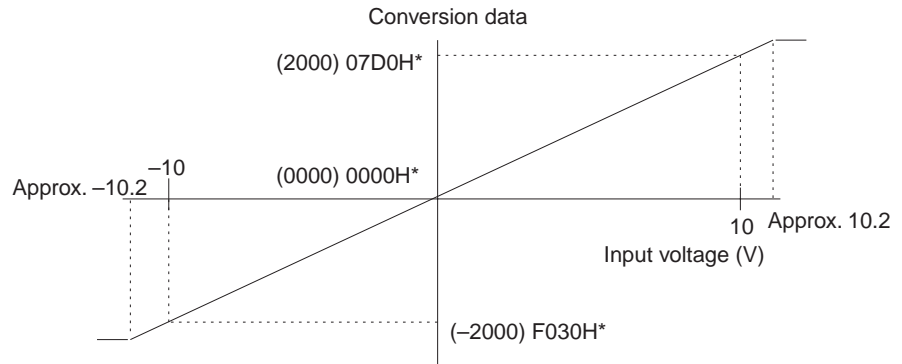 Conversion data
(2000) 07D0H*
–10
(0000) 0000H*
Approx. –10.2
10
Approx. 10.2
Input voltage (V)
(–2000) F030H*